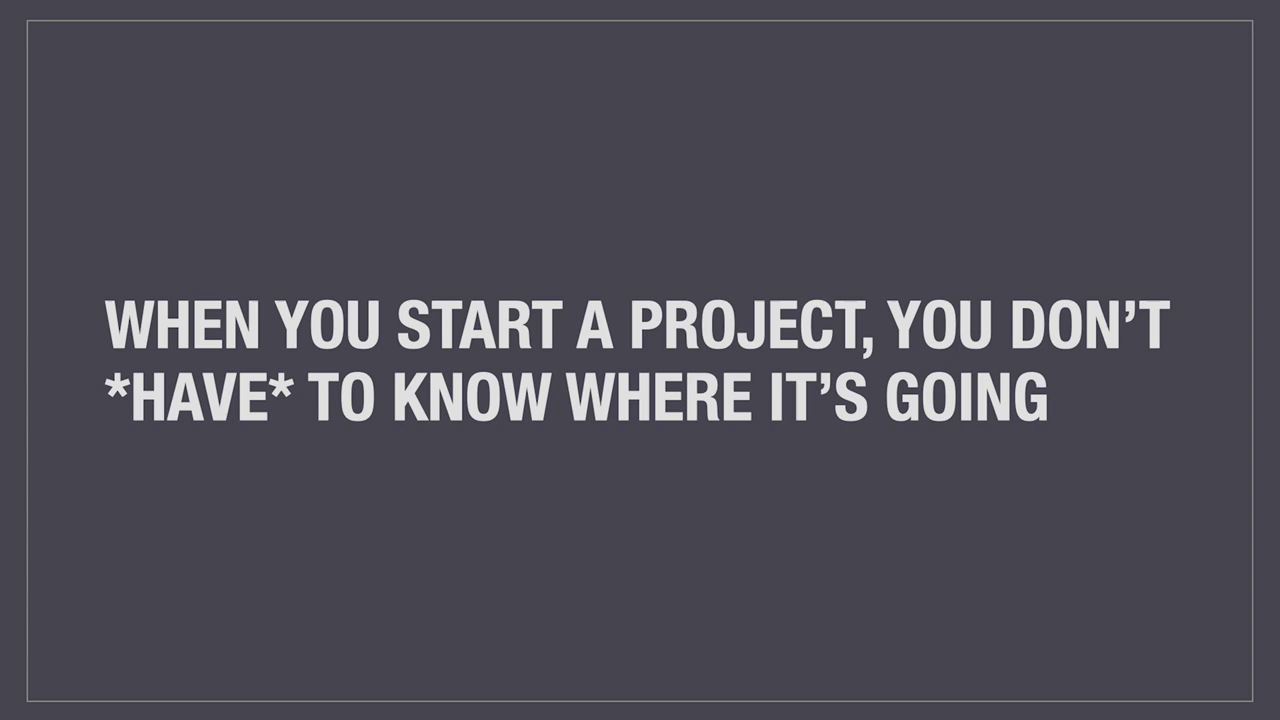 WHEN YOU START A PROJECT, YOU DON’T
*HAVE* TO KNOW WHERE IT’S GOING